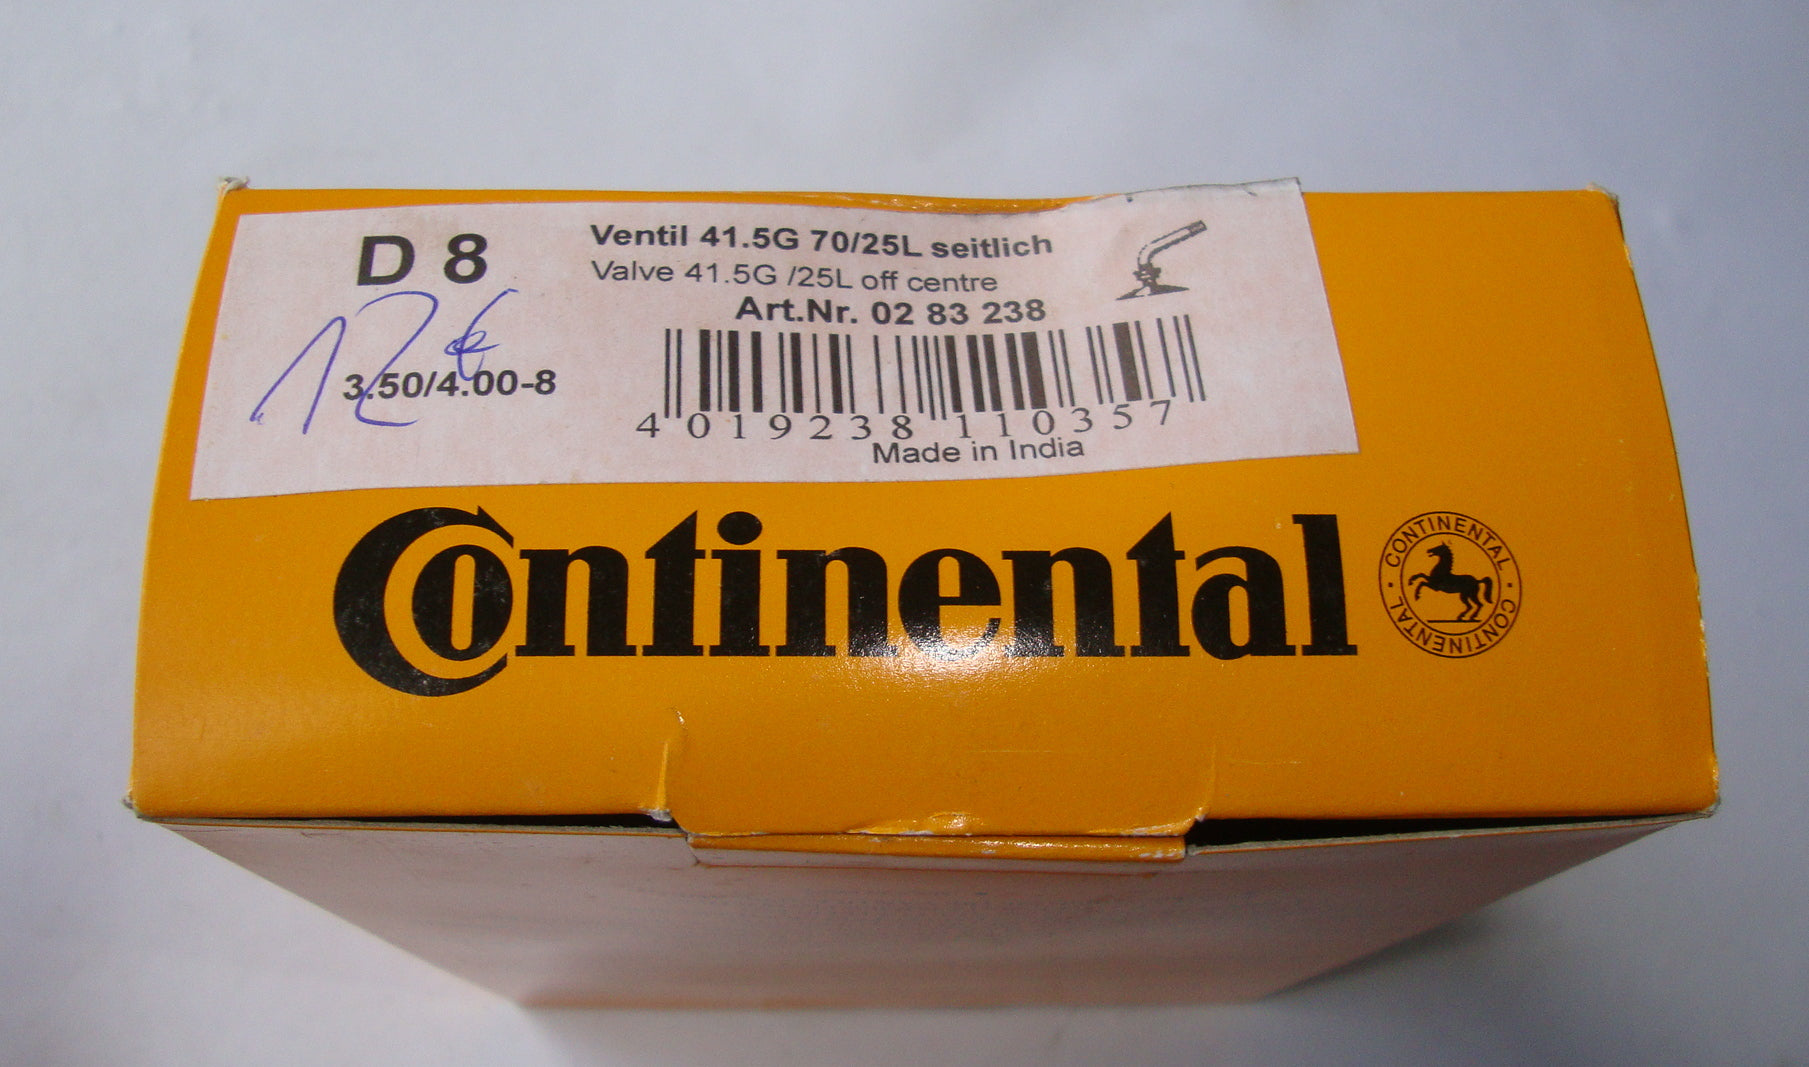 D 8
Ventil 41.5G 70/25L seitlich
Valve 41.5G /25L off centre
Art.Nr. 02 83 238
12 €
3.50/4.00-8
4 019238 110357
Made in India
Continental
CONTINENTAL · CONTINENTAL ·